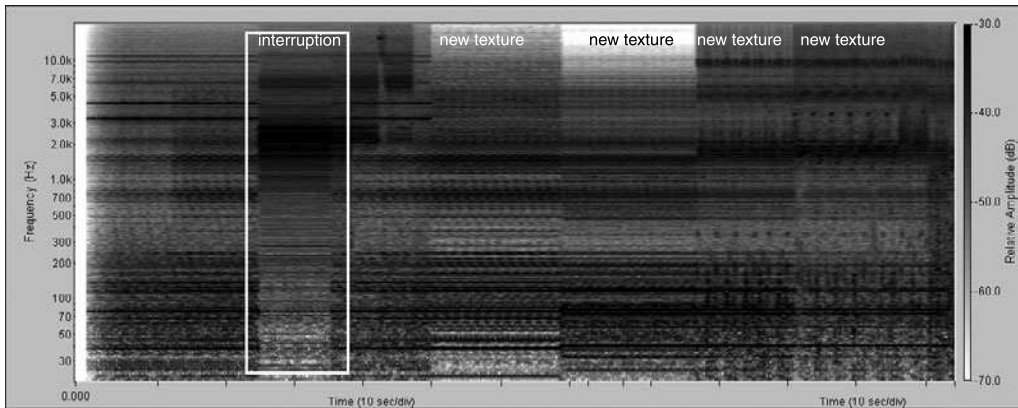 interruption
new texture
new texture
new texture
new texture
10.0k
7.0k
5.0k
3.0k
2.0k
1.0k
700
500
300
200
100
70
50
30
Frequency (Hz)
-30.0
-40.0
-50.0
-60.0
-70.0
Relative Amplitude (dB)
0.000
Time (10 sec/div)
Time (10 sec/div)